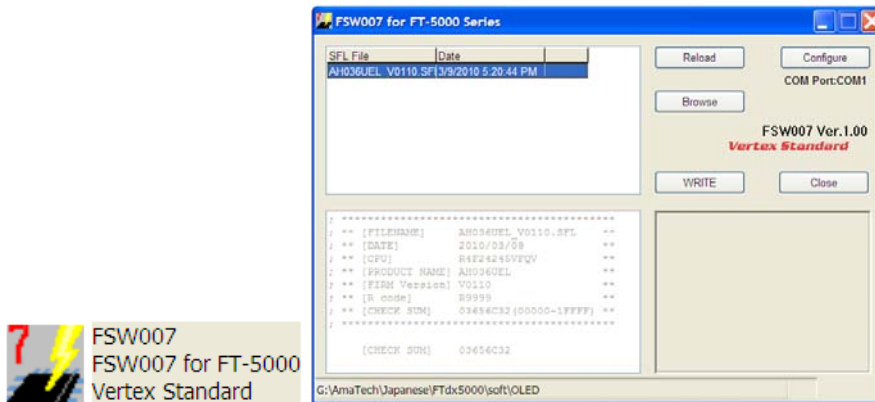 FSW007 for FT-5000 Series
SFL File Date
AH036UEL_V0110.SFl 3/9/2010 5:20:44 PM
Reload
Configure
COM Port:COM1
Browse
FSW007 Ver.1.00
Vertex Standard
WRITE
Close
; ******************************************
; ** [FILENAME] AH036UEL_V0110.SFL **
; ** [DATE] 2010/03/09 **
; ** [CPU] R4F24245VFQV **
; ** [PRODUCT NAME] AH036UEL **
; ** [FIRM Version] V0110 **
; ** [R code] R9999 **
; ** [CHECK SUM] 03656C32(00000-1FFFF) **
; ******************************************
[CHECK SUM] 03656C32
G:\AmaTech\Japanese\FTdx5000\soft\OLED
7
FSW007
FSW007 for FT-5000
Vertex Standard